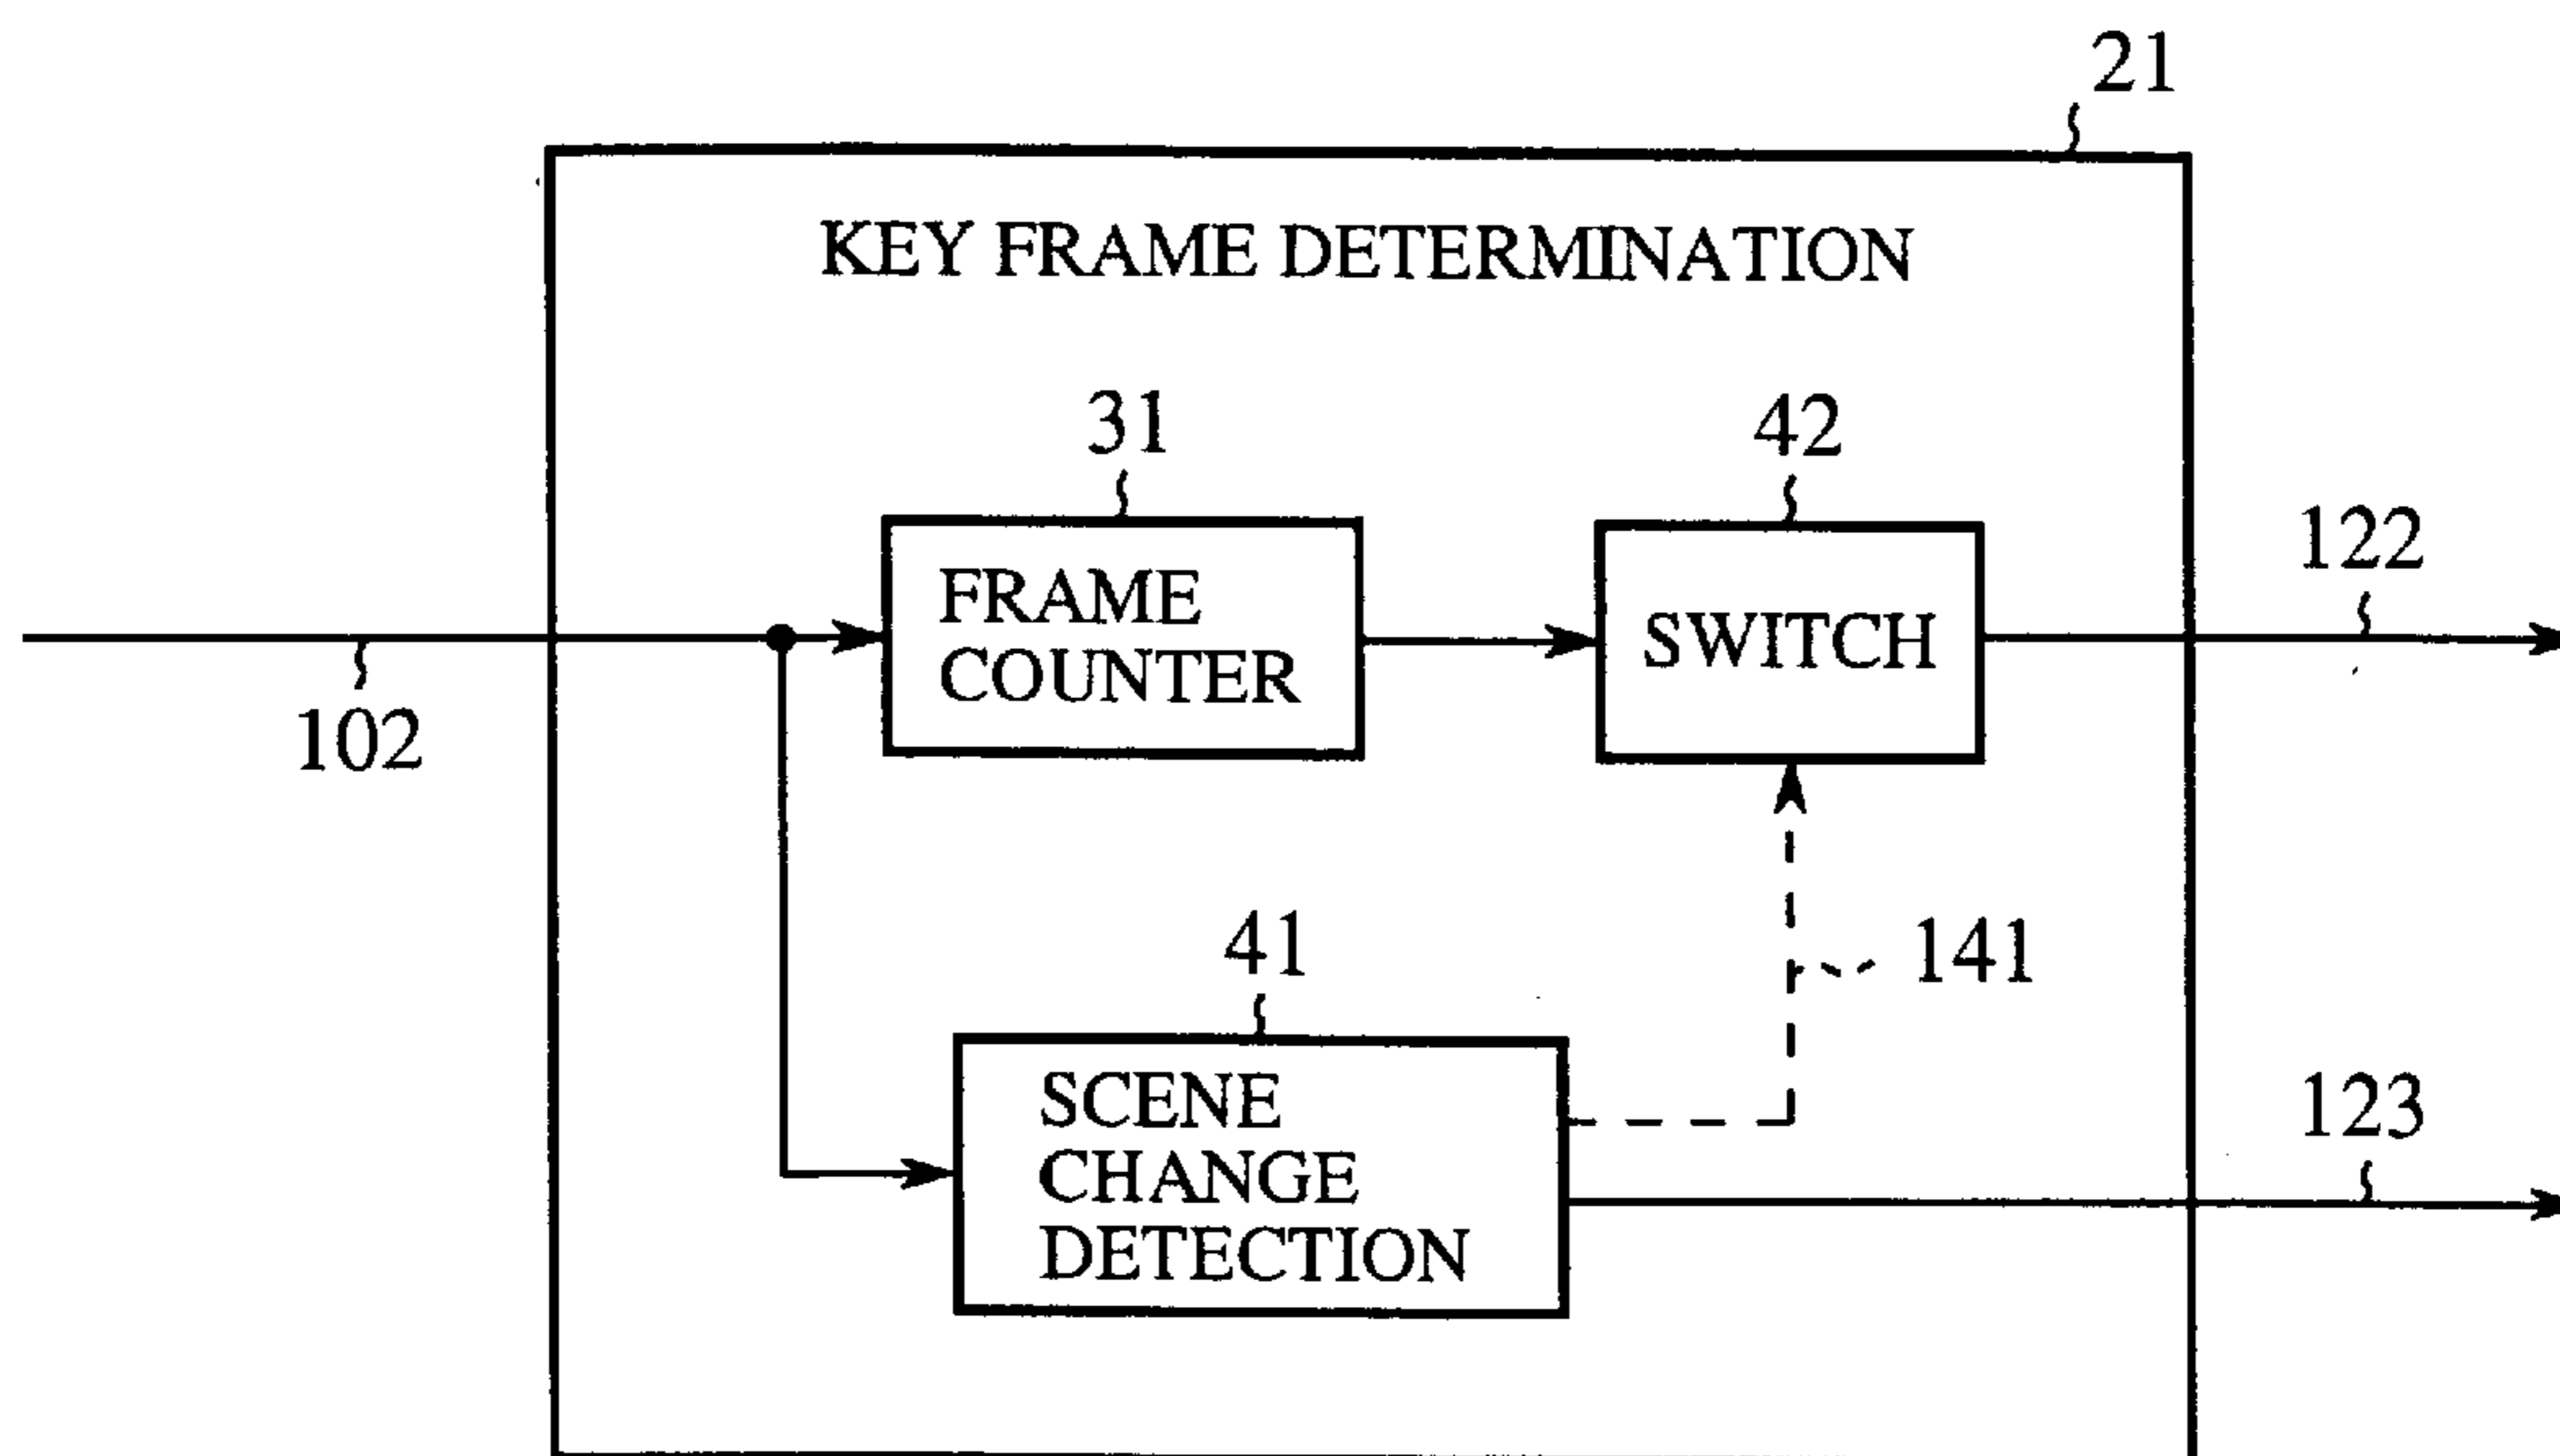 21
KEY FRAME DETERMINATION
31
42
122
FRAME
COUNTER
SWITCH
102
41
141
SCENE
CHANGE
DETECTION
123